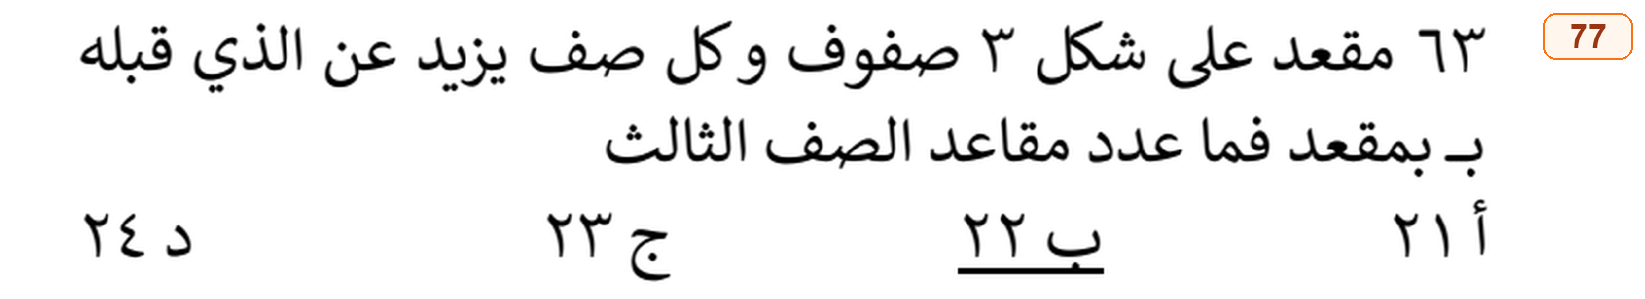 77
٦٣ مقعد على شكل ٣ صفوف وكل صف يزيد عن الذي قبله
بـ بمقعد فما عدد مقاعد الصف الثالث
أ ٢١ ب ٢٢ ج ٢٣ د ٢٤